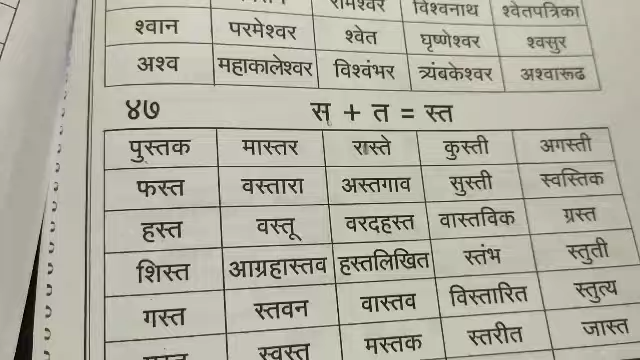 रामेश्वर विश्वनाथ श्वेतपत्रिका
श्वान परमेश्वर श्वेत घृष्णेश्वर श्वसुर
अश्व महाकालेश्वर विश्वंभर त्र्यंबकेश्वर अश्वारूढ
४७ स + त = स्त
पुस्तक मास्तर रास्ते कुस्ती अगस्ती
फस्त वस्तारा अस्तगाव सुस्ती स्वस्तिक
हस्त वस्तू वरदहस्त वास्तविक ग्रस्त
शिस्त आग्रहास्तव हस्तलिखित स्तंभ स्तुती
गस्त स्तवन वास्तव विस्तारित स्तुत्य
स्वस्त मस्तक स्तरीत जास्त